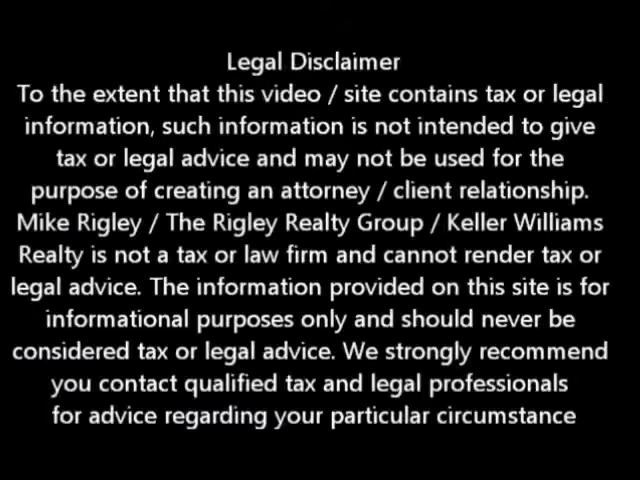 Legal Disclaimer
To the extent that this video / site contains tax or legal
information, such information is not intended to give
tax or legal advice and may not be used for the
purpose of creating an attorney / client relationship.
Mike Rigley / The Rigley Realty Group / Keller Williams
Realty is not a tax or law firm and cannot render tax or
legal advice. The information provided on this site is for
informational purposes only and should never be
considered tax or legal advice. We strongly recommend
you contact qualified tax and legal professionals
for advice regarding your particular circumstance